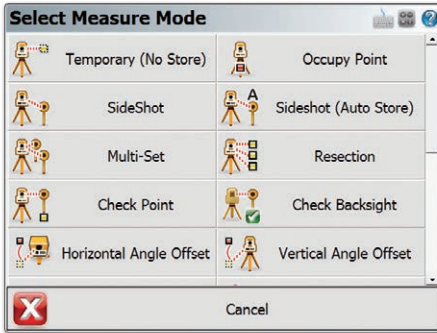 Select Measure Mode
Temporary (No Store)
Occupy Point
SideShot
A
Sideshot (Auto Store)
Multi-Set
Resection
Check Point
Check Backsight
Horizontal Angle Offset
Vertical Angle Offset
Cancel